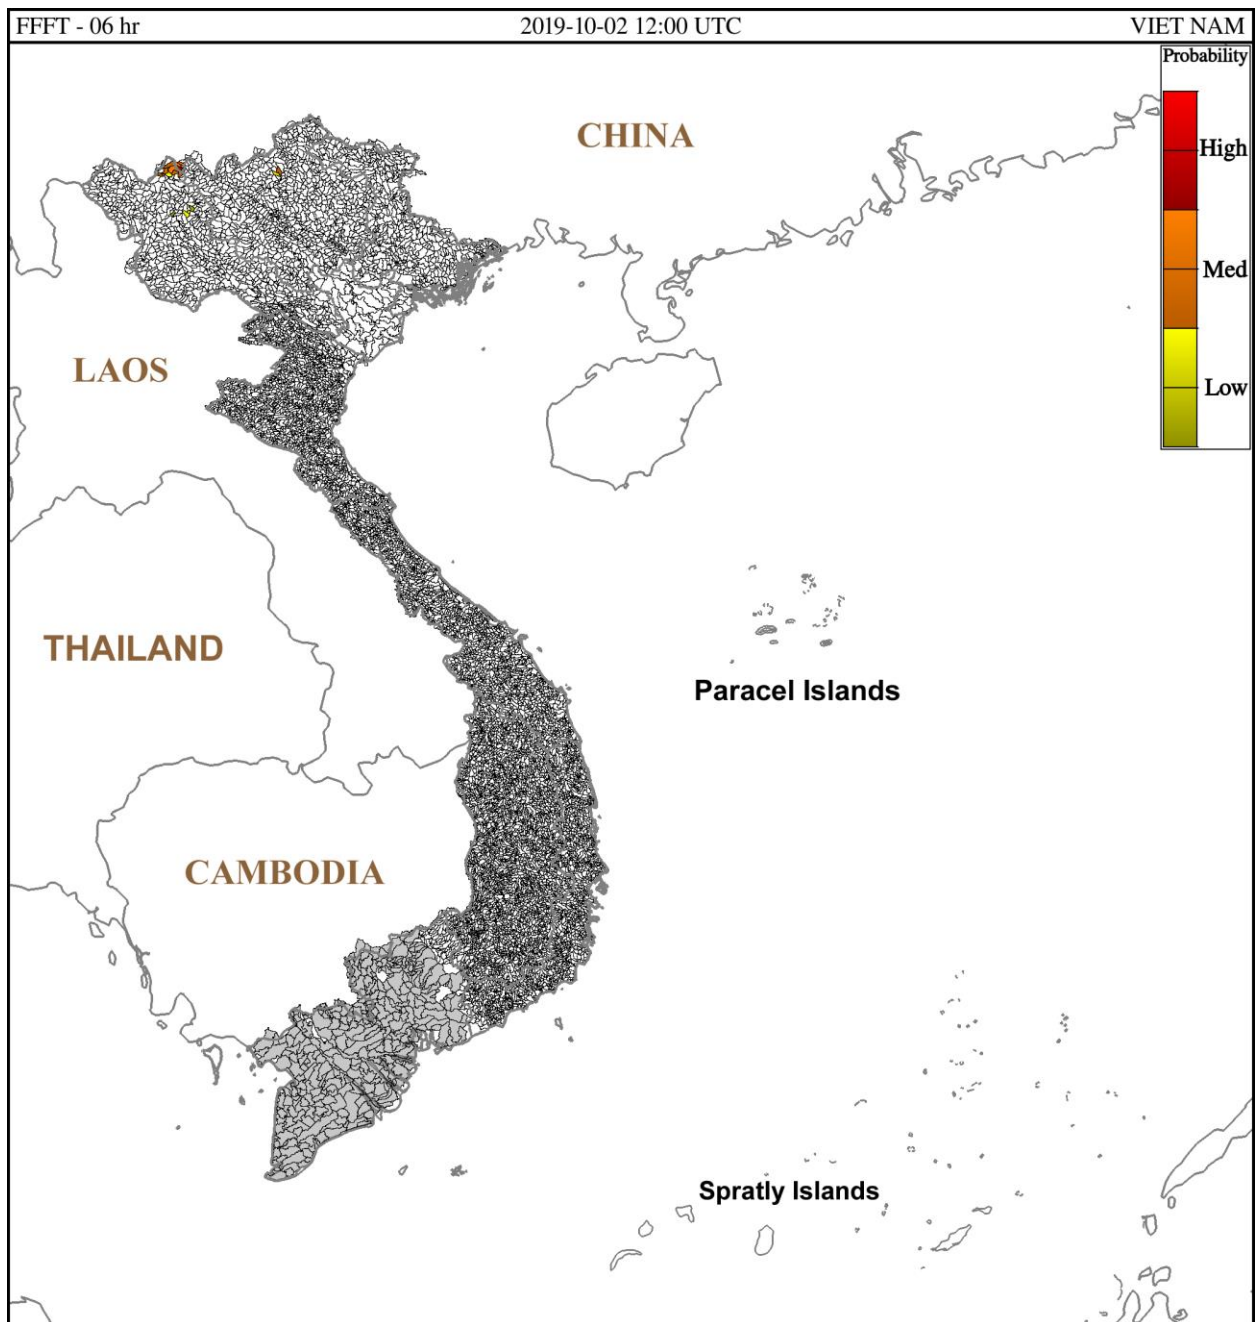 FFFT - 06 hr
2019-10-02 12:00 UTC
VIET NAM
Probability
CHINA
High
Med
LAOS
Low
THAILAND
Paracel Islands
CAMBODIA
Spratly Islands